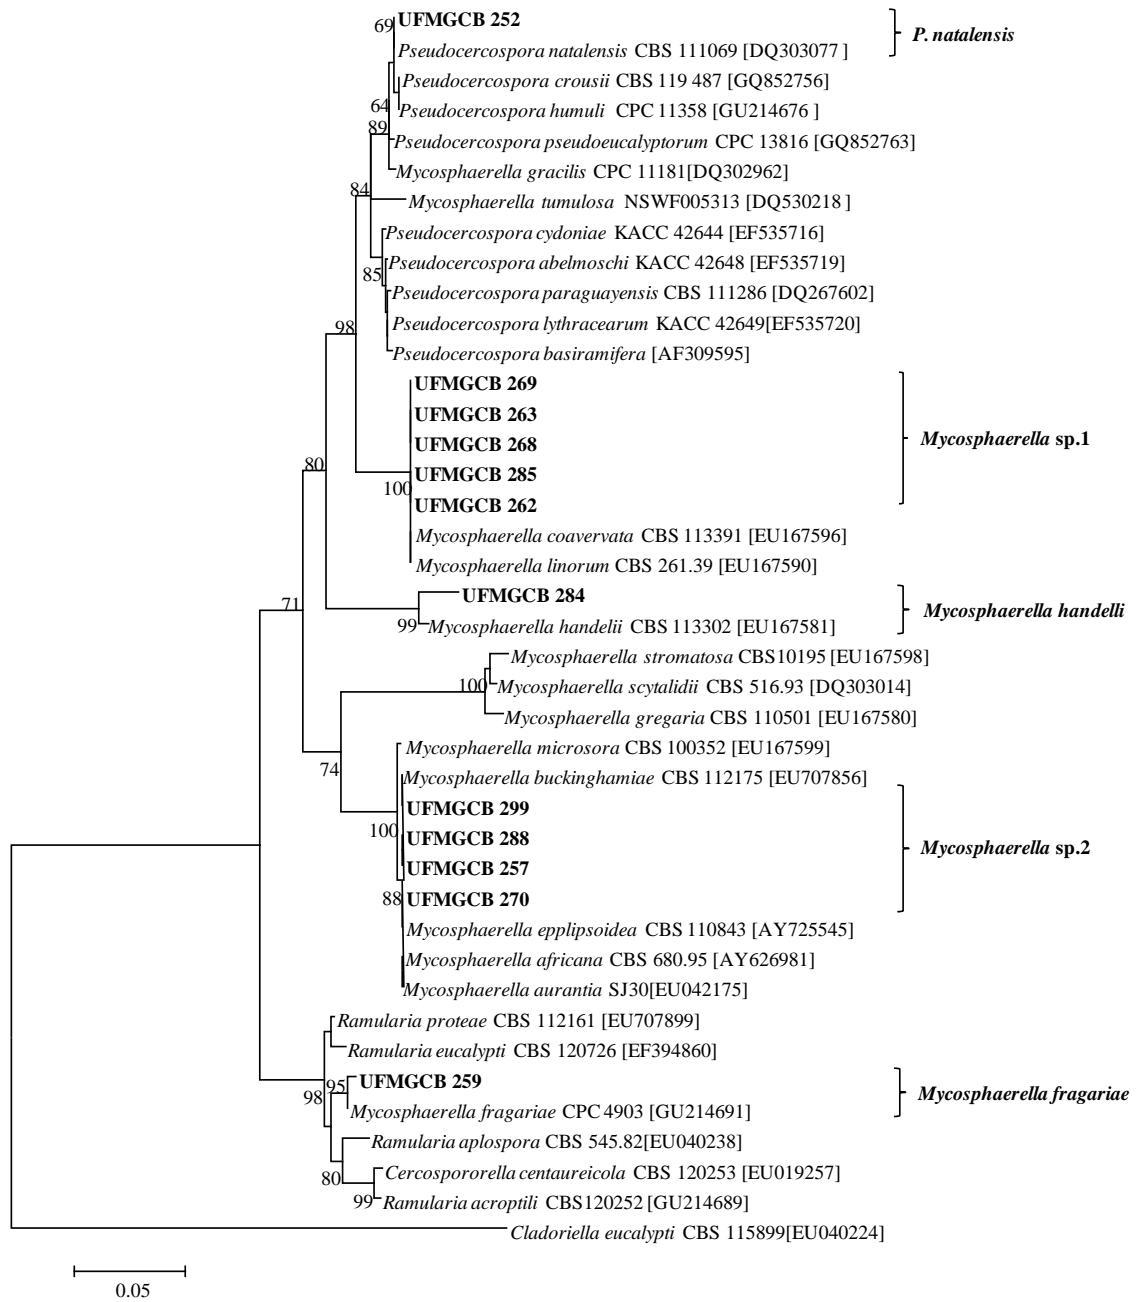 UFMGCB 252
69
P. natalensis
Pseudocercospora natalensis CBS 111069 [DQ303077 ]
Pseudocercospora crousii CBS 119 487 [GQ852756]
64
Pseudocercospora humuli CPC 11358 [GU214676 ]
89
Pseudocercospora pseudoeucalyptorum CPC 13816 [GQ852763]
Mycosphaerella gracilis CPC 11181[DQ302962]
84
Mycosphaerella tumulosa NSWF005313 [DQ530218 ]
Pseudocercospora cydoniae KACC 42644 [EF535716]
Pseudocercospora abelmoschi KACC 42648 [EF535719]
85
Pseudocercospora paraguayensis CBS 111286 [DQ267602]
98
Pseudocercospora lythracearum KACC 42649[EF535720]
Pseudocercospora basiramifera [AF309595]
UFMGCB 269
UFMGCB 263
Mycosphaerella sp.1
UFMGCB 268
80
UFMGCB 285
100
UFMGCB 262
Mycosphaerella coavervata CBS 113391 [EU167596]
Mycosphaerella linorum CBS 261.39 [EU167590]
71
UFMGCB 284
Mycosphaerella handelli
99
Mycosphaerella handelii CBS 113302 [EU167581]
Mycosphaerella stromatosa CBS10195 [EU167598]
100
Mycosphaerella scytalidii CBS 516.93 [DQ303014]
Mycosphaerella gregaria CBS 110501 [EU167580]
Mycosphaerella microsora CBS 100352 [EU167599]
74
Mycosphaerella buckinghamiae CBS 112175 [EU707856]
UFMGCB 299
100
UFMGCB 288
Mycosphaerella sp.2
UFMGCB 257
88
UFMGCB 270
Mycosphaerella epplipsoidea CBS 110843 [AY725545]
Mycosphaerella africana CBS 680.95 [AY626981]
Mycosphaerella aurantia SJ30[EU042175]
Ramularia proteae CBS 112161 [EU707899]
Ramularia eucalypti CBS 120726 [EF394860]
95
UFMGCB 259
98
Mycosphaerella fragariae
Mycosphaerella fragariae CPC 4903 [GU214691]
Ramularia aplospora CBS 545.82[EU040238]
80
Cercospororella centaureicola CBS 120253 [EU019257]
99
Ramularia acroptili CBS120252 [GU214689]
Cladoriella eucalypti CBS 115899[EU040224]
0.05